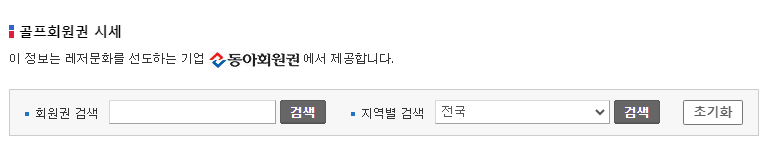 골프회원권 시세
이 정보는 레저문화를 선도하는 기업 동아회원권 에서 제공합니다.
회원권 검색 검색 지역별 검색 전국 검색 초기화